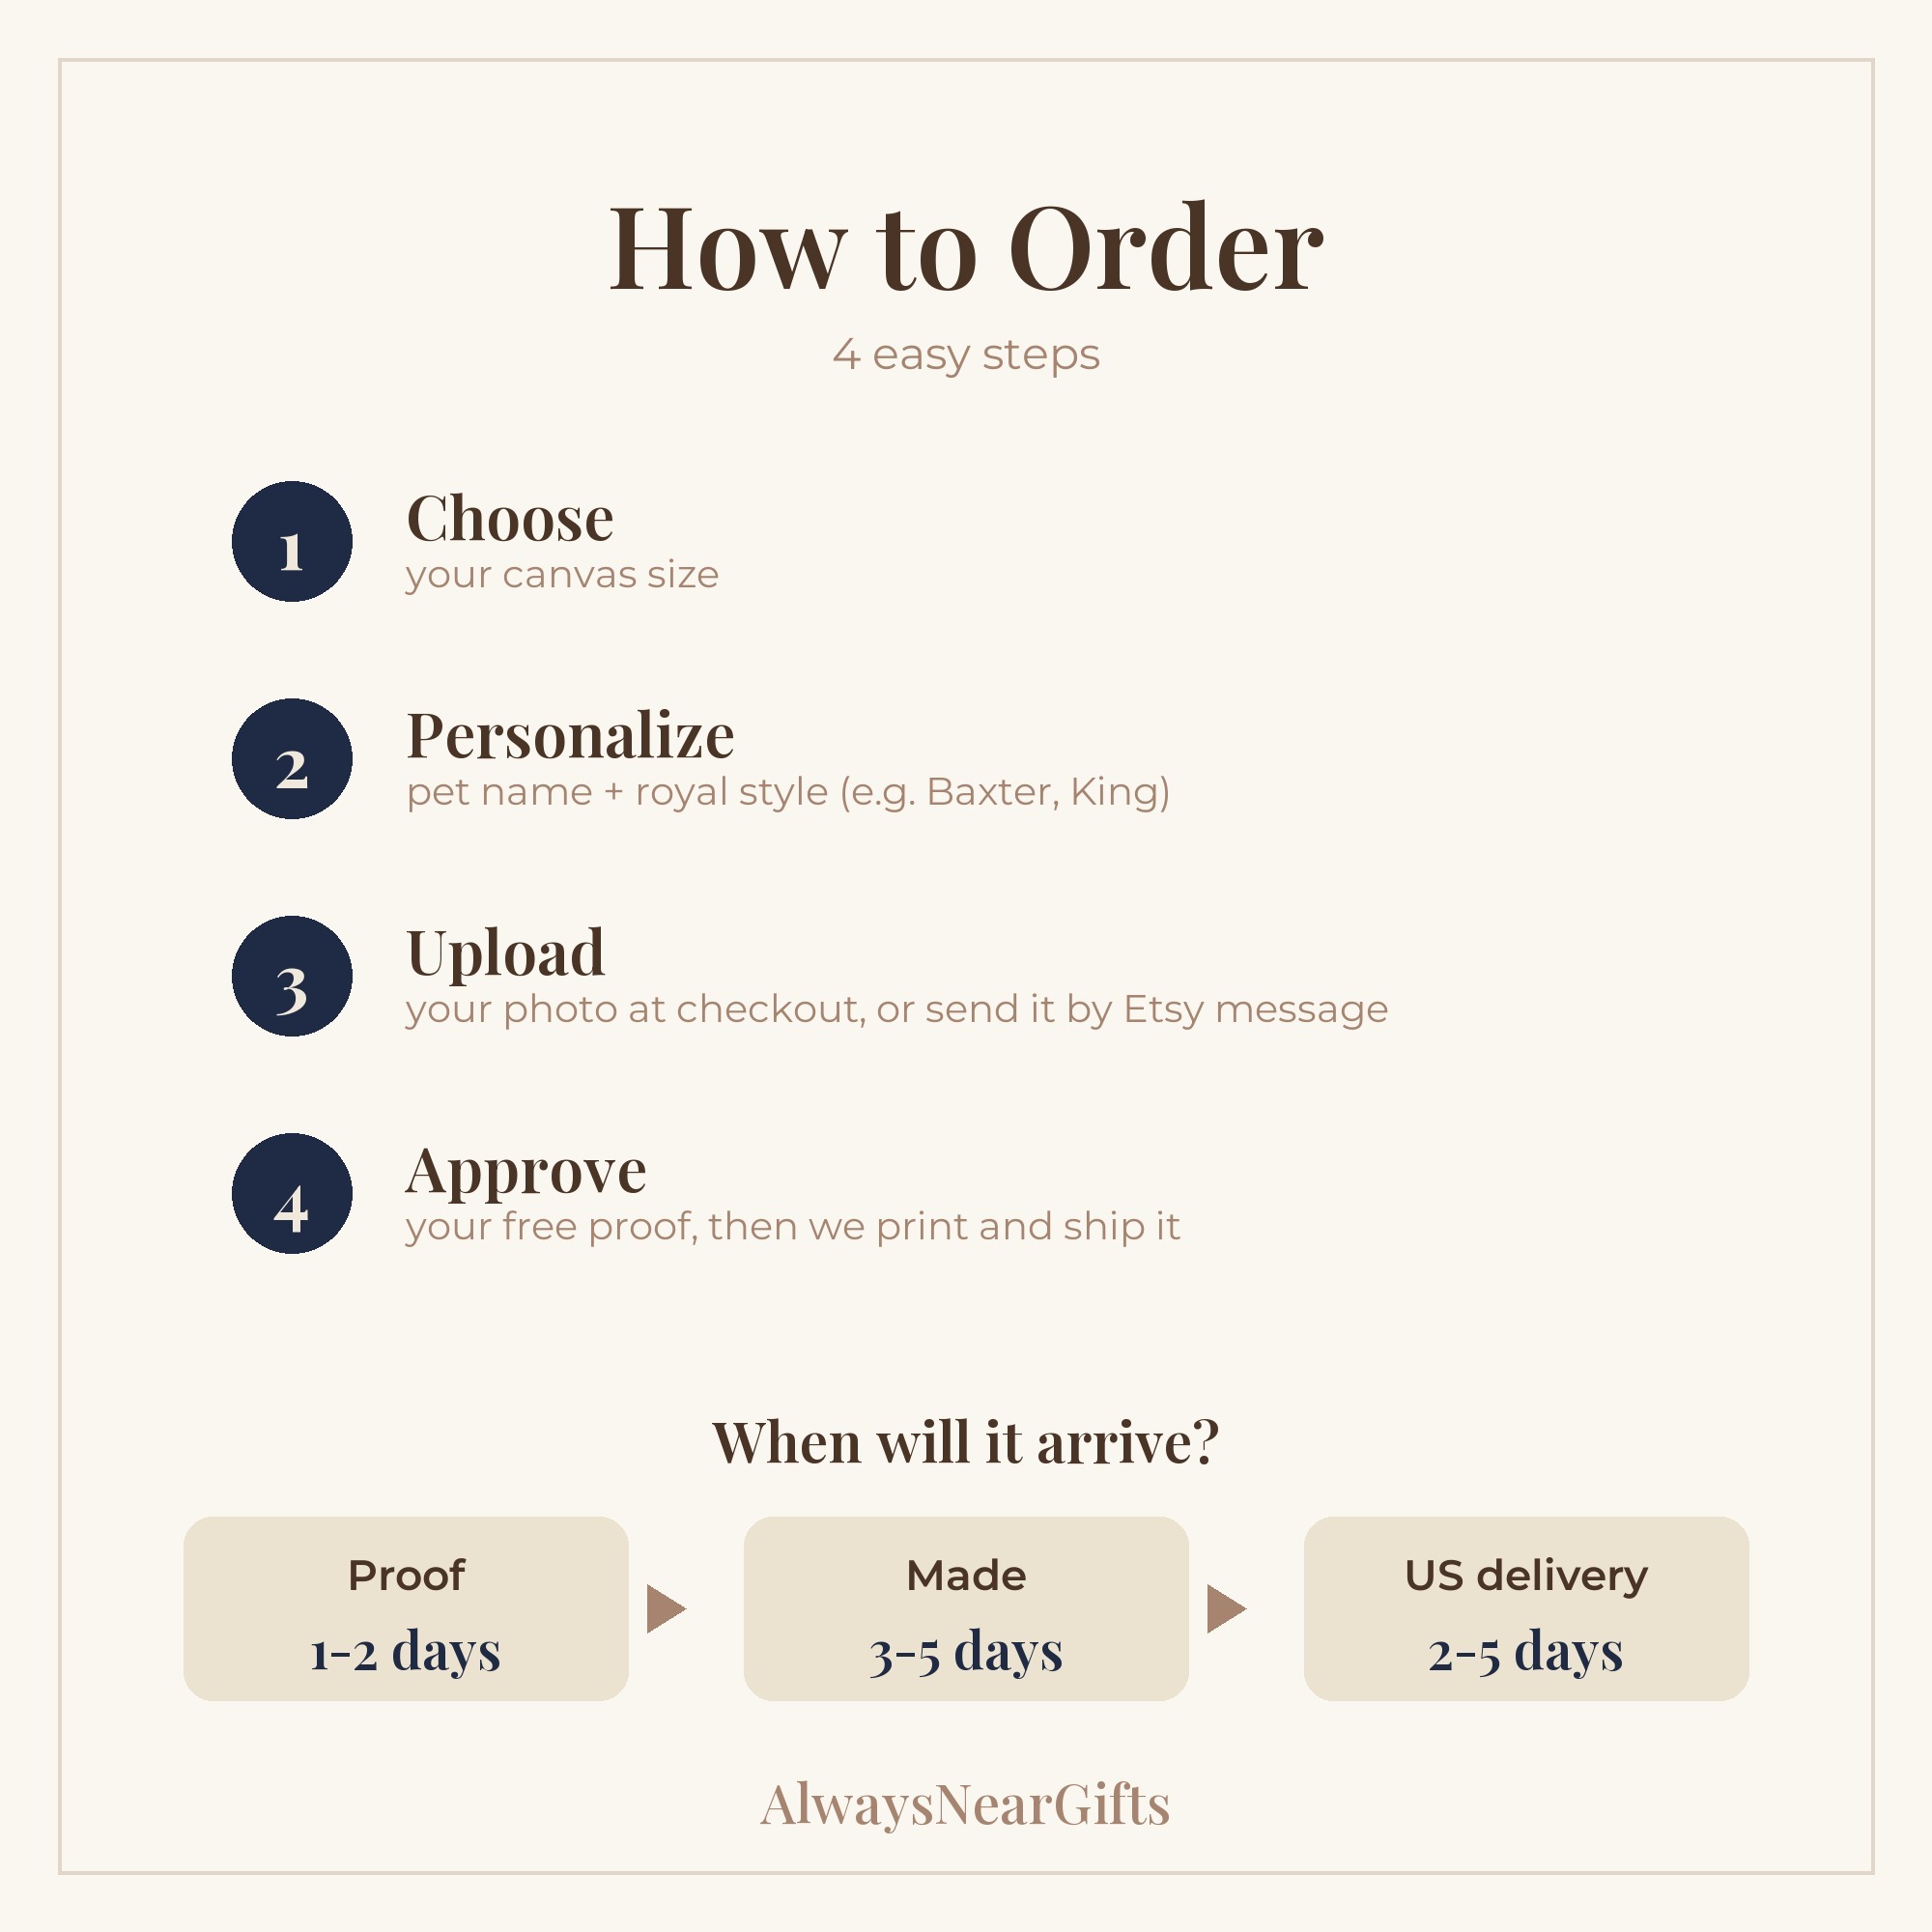 How to Order
4 easy steps
1
Choose
your canvas size
2
Personalize
pet name + royal style (e.g. Baxter, King)
3
Upload
your photo at checkout, or send it by Etsy message
4
Approve
your free proof, then we print and ship it
When will it arrive?
Proof
1-2 days
Made
3-5 days
US delivery
2-5 days
AlwaysNearGifts